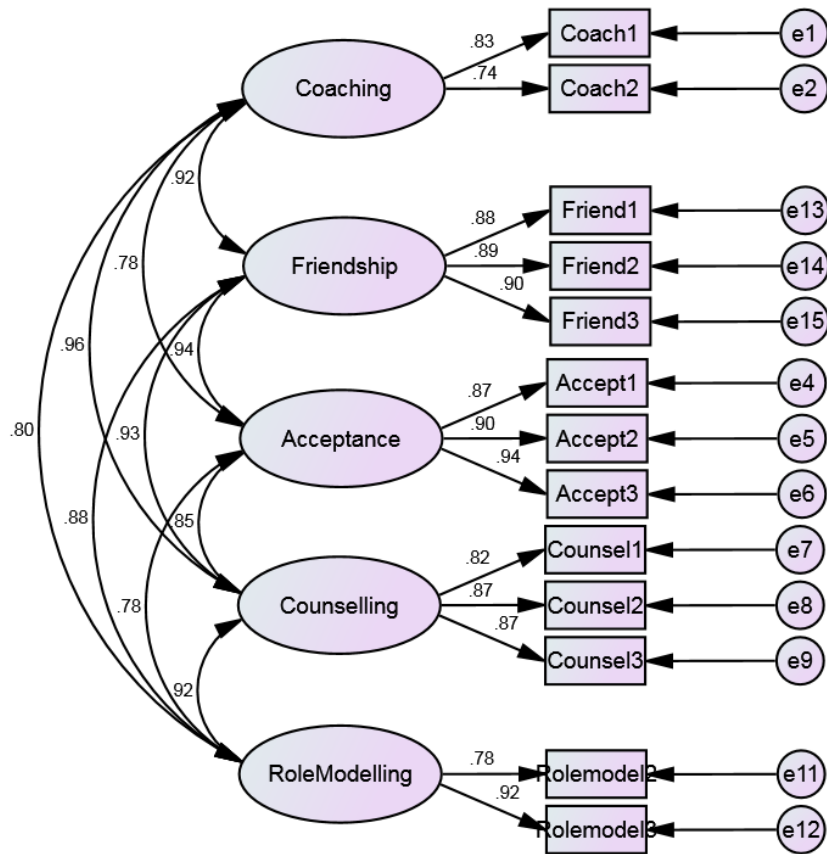 .83
Coach1
e1
Coaching
.74
Coach2
e2
.92
.88
Friend1
e13
Friendship
.89
Friend2
e14
.78
.90
Friend3
e15
.96
.94
.87
Accept1
e4
.80
.93
Acceptance
.90
Accept2
e5
.94
Accept3
e6
.88
.85
.82
Counsel1
e7
.78
Counselling
.87
Counsel2
e8
.87
Counsel3
e9
.92
RoleModelling
.78
Rolemodel2
e11
.92
Rolemodel3
e12